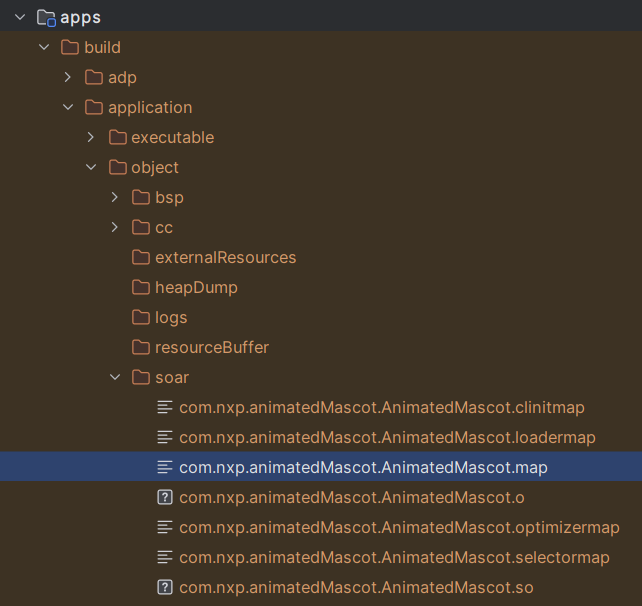 apps
build
adp
application
executable
object
bsp
cc
externalResources
heapDump
logs
resourceBuffer
soar
com.nxp.animatedMascot.AnimatedMascot.clinitmap
com.nxp.animatedMascot.AnimatedMascot.loadermap
com.nxp.animatedMascot.AnimatedMascot.map
com.nxp.animatedMascot.AnimatedMascot.o
com.nxp.animatedMascot.AnimatedMascot.optimizermap
com.nxp.animatedMascot.AnimatedMascot.selectormap
com.nxp.animatedMascot.AnimatedMascot.so